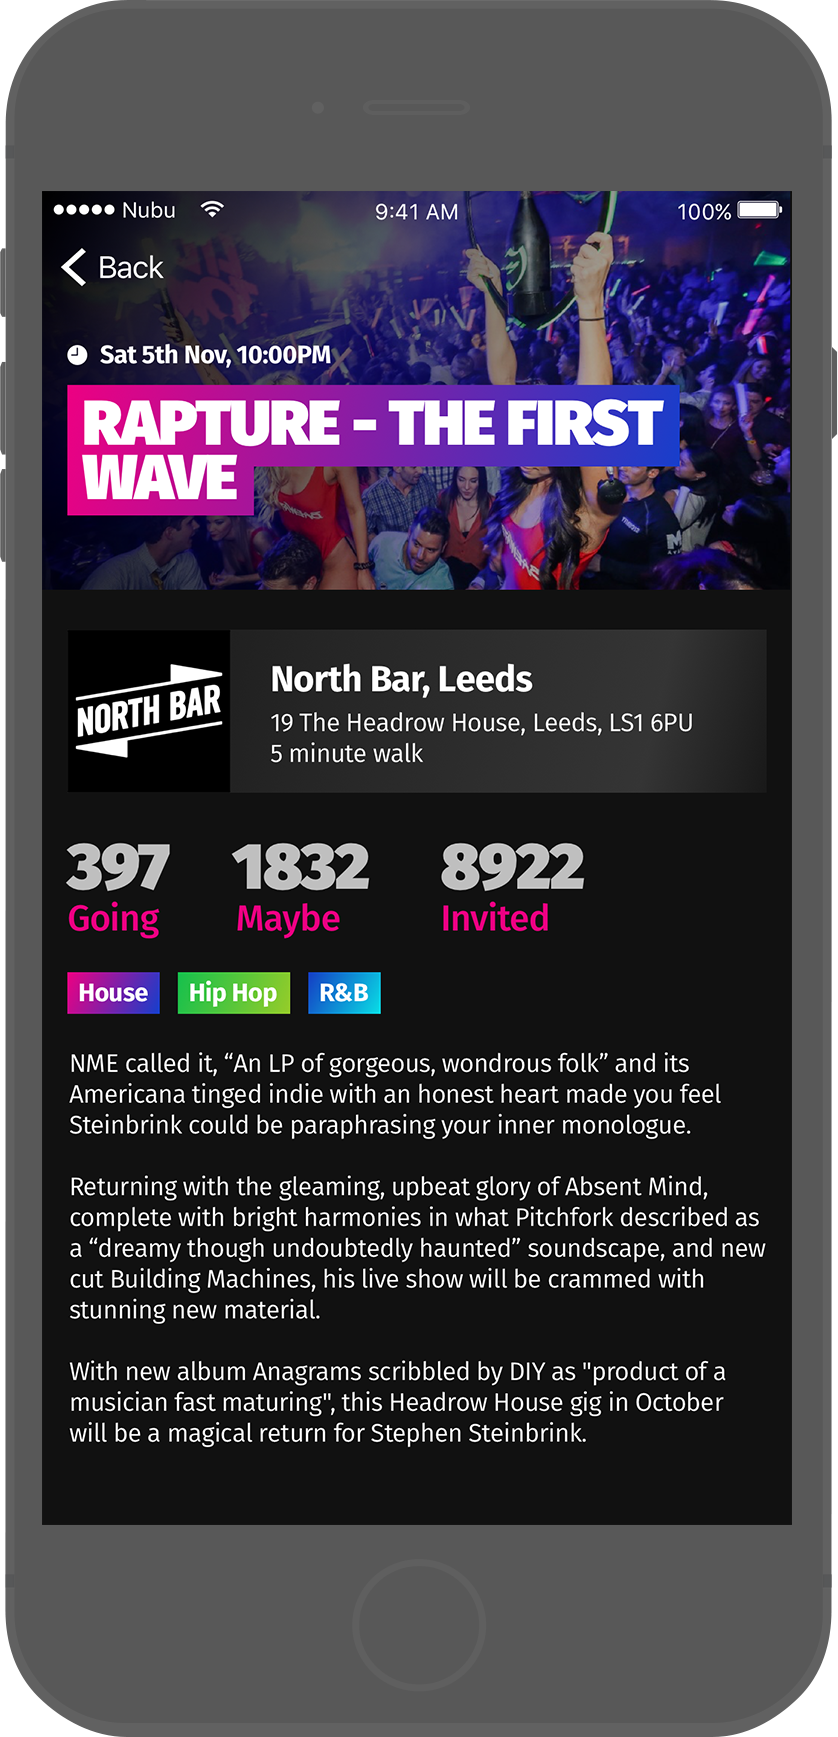 Nubu 9:41 AM 100%
Back
Sat 5th Nov, 10:00PM
RAPTURE - THE FIRST
WAVE
NORTH BAR
North Bar, Leeds
19 The Headrow House, Leeds, LS1 6PU
5 minute walk
397 1832 8922
Going Maybe Invited
House Hip Hop R&B
NME called it, “An LP of gorgeous, wondrous folk” and its
Americana tinged indie with an honest heart made you feel
Steinbrink could be paraphrasing your inner monologue.
Returning with the gleaming, upbeat glory of Absent Mind,
complete with bright harmonies in what Pitchfork described as
a “dreamy though undoubtedly haunted” soundscape, and new
cut Building Machines, his live show will be crammed with
stunning new material.
With new album Anagrams scribbled by DIY as "product of a
musician fast maturing", this Headrow House gig in October
will be a magical return for Stephen Steinbrink.